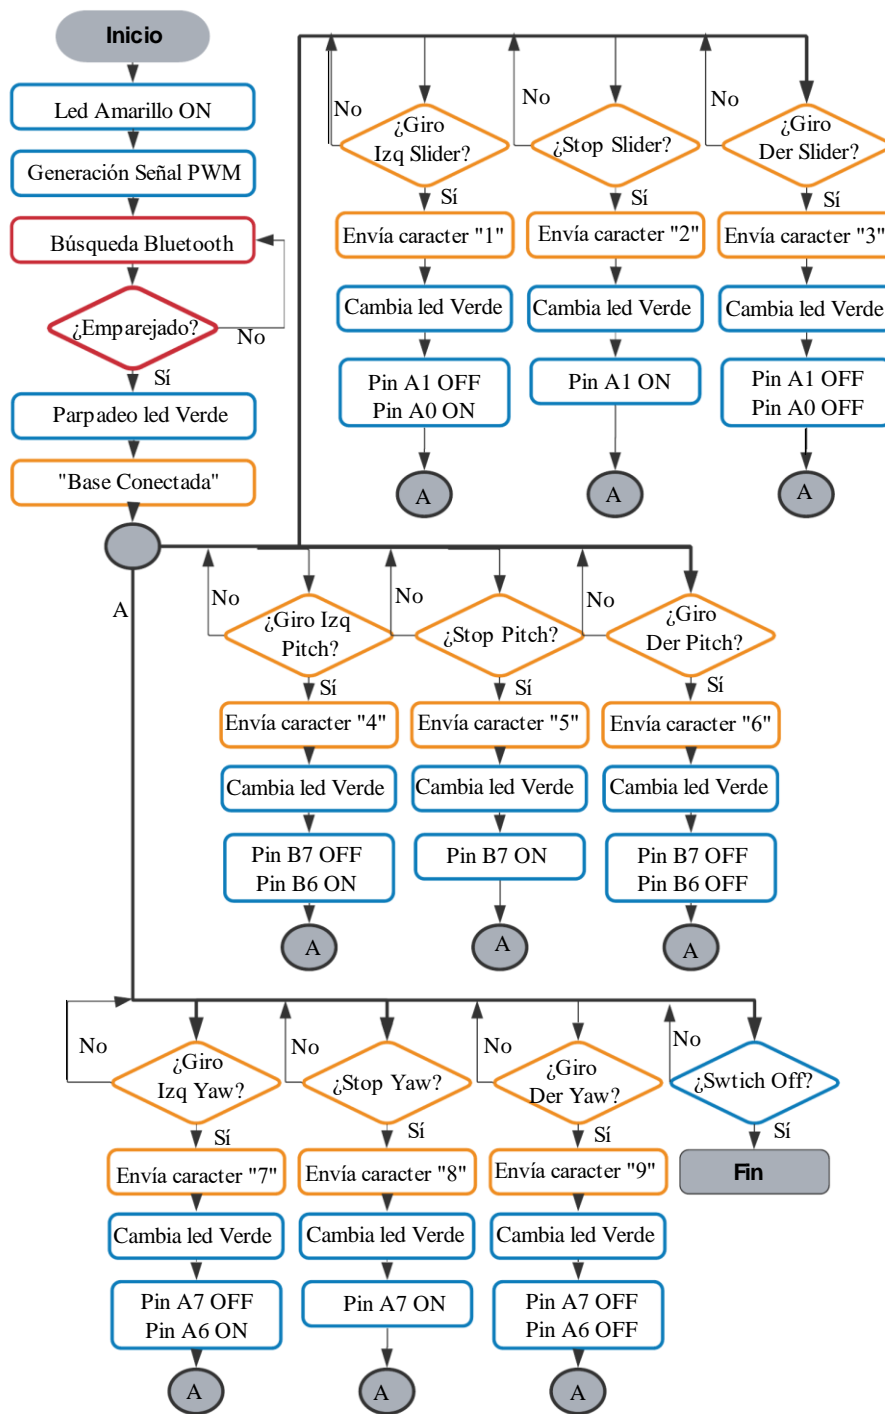 Inicio
Led Amarillo ON
Generación Señal PWM
Búsqueda Bluetooth
¿Emparejado?
No
Sí
Parpadeo led Verde
"Base Conectada"
A
No
¿Giro
Izq Slider?
Sí
Envía caracter "1"
Cambia led Verde
Pin A1 OFF
Pin A0 ON
A
No
¿Stop Slider?
Sí
Envía caracter "2"
Cambia led Verde
Pin A1 ON
A
No
¿Giro
Der Slider?
Sí
Envía caracter "3"
Cambia led Verde
Pin A1 OFF
Pin A0 OFF
A
No
¿Giro Izq
Pitch?
Sí
Envía caracter "4"
Cambia led Verde
Pin B7 OFF
Pin B6 ON
A
No
¿Stop Pitch?
Sí
Envía caracter "5"
Cambia led Verde
Pin B7 ON
A
No
¿Giro
Der Pitch?
Sí
Envía caracter "6"
Cambia led Verde
Pin B7 OFF
Pin B6 OFF
A
No
¿Giro
Izq Yaw?
Sí
Envía caracter "7"
Cambia led Verde
Pin A7 OFF
Pin A6 ON
A
No
¿Stop Yaw?
Sí
Envía caracter "8"
Cambia led Verde
Pin A7 ON
A
No
¿Giro
Der Yaw?
Sí
Envía caracter "9"
Cambia led Verde
Pin A7 OFF
Pin A6 OFF
A
No
¿Swtich Off?
Sí
Fin